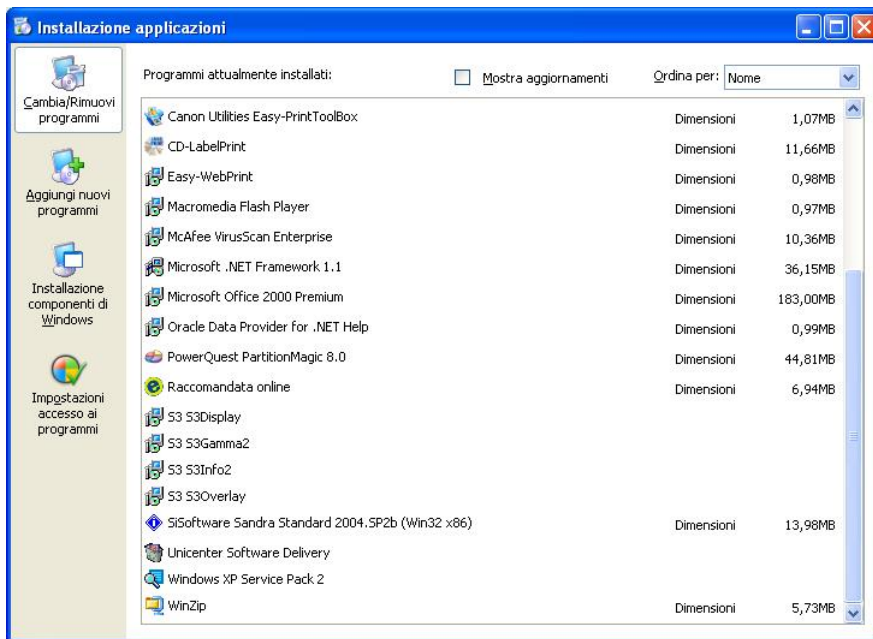 Installazione applicazioni
Cambia/Rimuovi programmi
Aggiungi nuovi programmi
Installazione componenti di Windows
Impostazioni accesso ai programmi
Programmi attualmente installati: Mostra aggiornamenti Ordina per: Nome
Canon Utilities Easy-PrintToolBox Dimensioni 1,07MB
CD-LabelPrint Dimensioni 11,66MB
Easy-WebPrint Dimensioni 0,98MB
Macromedia Flash Player Dimensioni 0,97MB
McAfee VirusScan Enterprise Dimensioni 10,36MB
Microsoft .NET Framework 1.1 Dimensioni 36,15MB
Microsoft Office 2000 Premium Dimensioni 183,00MB
Oracle Data Provider for .NET Help Dimensioni 0,99MB
PowerQuest PartitionMagic 8.0 Dimensioni 44,81MB
Raccomandata online Dimensioni 6,94MB
S3 S3Display
S3 S3Gamma2
S3 S3Info2
S3 S3Overlay
SiSoftware Sandra Standard 2004.SP2b (Win32 x86) Dimensioni 13,98MB
Unicenter Software Delivery
Windows XP Service Pack 2
WinZip Dimensioni 5,73MB